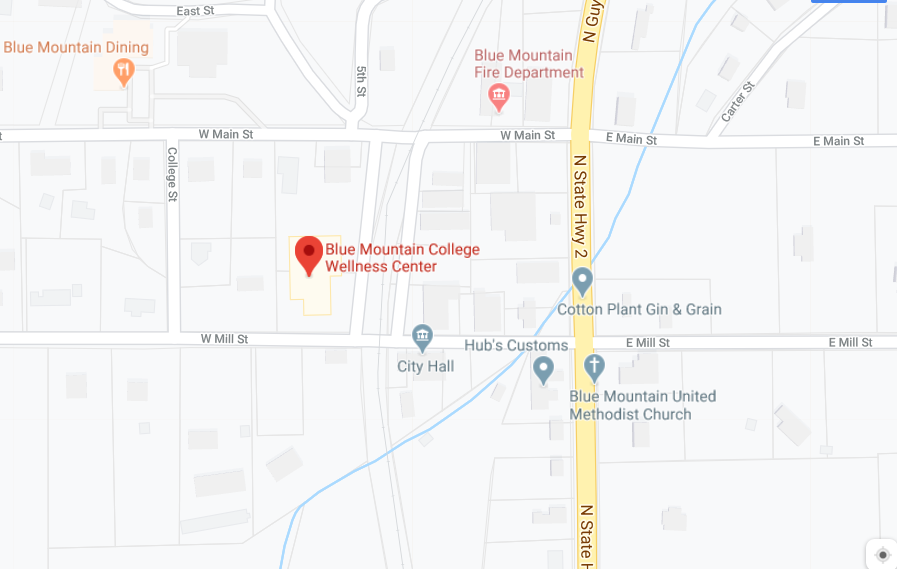 East St
Blue Mountain Dining
N Guy
Blue Mountain
Fire Department
5th St
Carter St
W Main St
W Main St
E Main St
E Main St
College St
N State Hwy 2
Blue Mountain College
Wellness Center
Cotton Plant Gin & Grain
W Mill St
Hub's Customs
E Mill St
E Mill St
City Hall
Blue Mountain United
Methodist Church
N State H